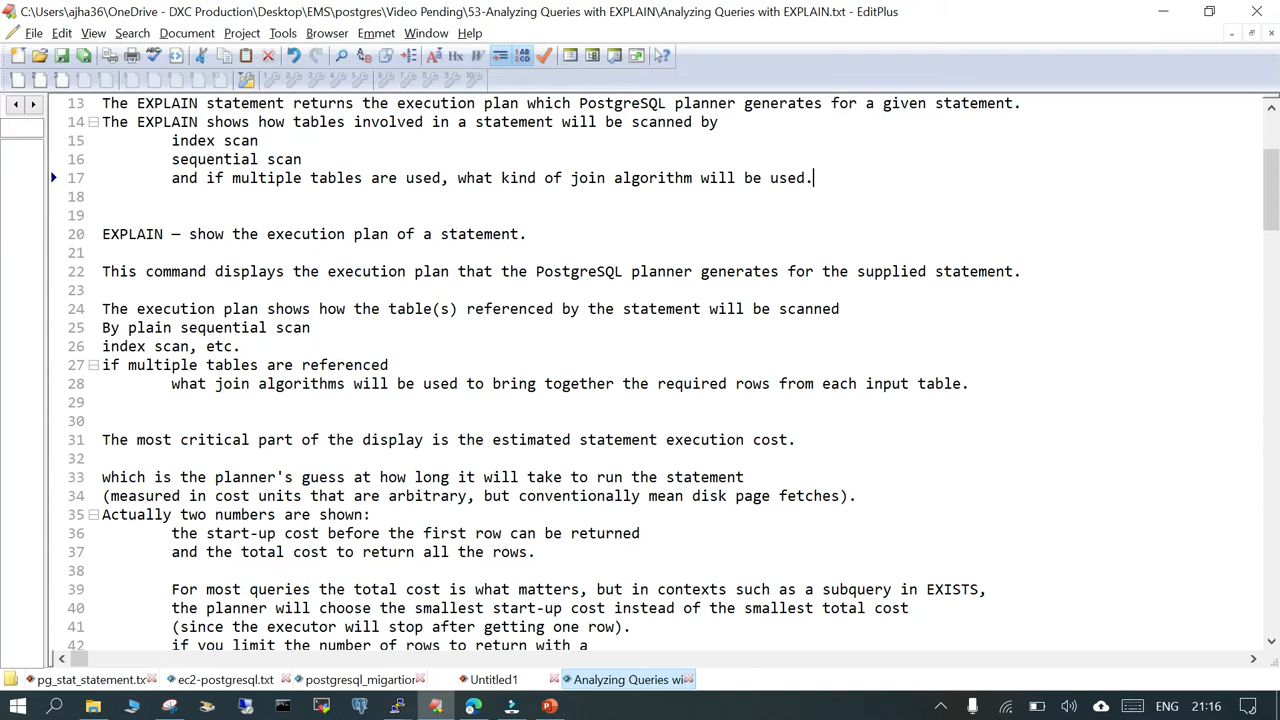 C:\Users\ajha36\OneDrive - DXC Production\Desktop\EMS\postgres\Video Pending\53-Analyzing Queries with EXPLAIN\Analyzing Queries with EXPLAIN.txt - EditPlus
File Edit View Search Document Project Tools Browser Emmet Window Help
13 The EXPLAIN statement returns the execution plan which PostgreSQL planner generates for a given statement.
14 The EXPLAIN shows how tables involved in a statement will be scanned by
15 index scan
16 sequential scan
17 and if multiple tables are used, what kind of join algorithm will be used.
18
19
20 EXPLAIN — show the execution plan of a statement.
21
22 This command displays the execution plan that the PostgreSQL planner generates for the supplied statement.
23
24 The execution plan shows how the table(s) referenced by the statement will be scanned
25 By plain sequential scan
26 index scan, etc.
27 if multiple tables are referenced
28 what join algorithms will be used to bring together the required rows from each input table.
29
30
31 The most critical part of the display is the estimated statement execution cost.
32
33 which is the planner's guess at how long it will take to run the statement
34 (measured in cost units that are arbitrary, but conventionally mean disk page fetches).
35 Actually two numbers are shown:
36 the start-up cost before the first row can be returned
37 and the total cost to return all the rows.
38
39 For most queries the total cost is what matters, but in contexts such as a subquery in EXISTS,
40 the planner will choose the smallest start-up cost instead of the smallest total cost
41 (since the executor will stop after getting one row).
42 if you limit the number of rows to return with a
pg_stat_statement.tx ec2-postgresql.txt postgresql_migartion Untitled1 Analyzing Queries wi
ENG 21:16